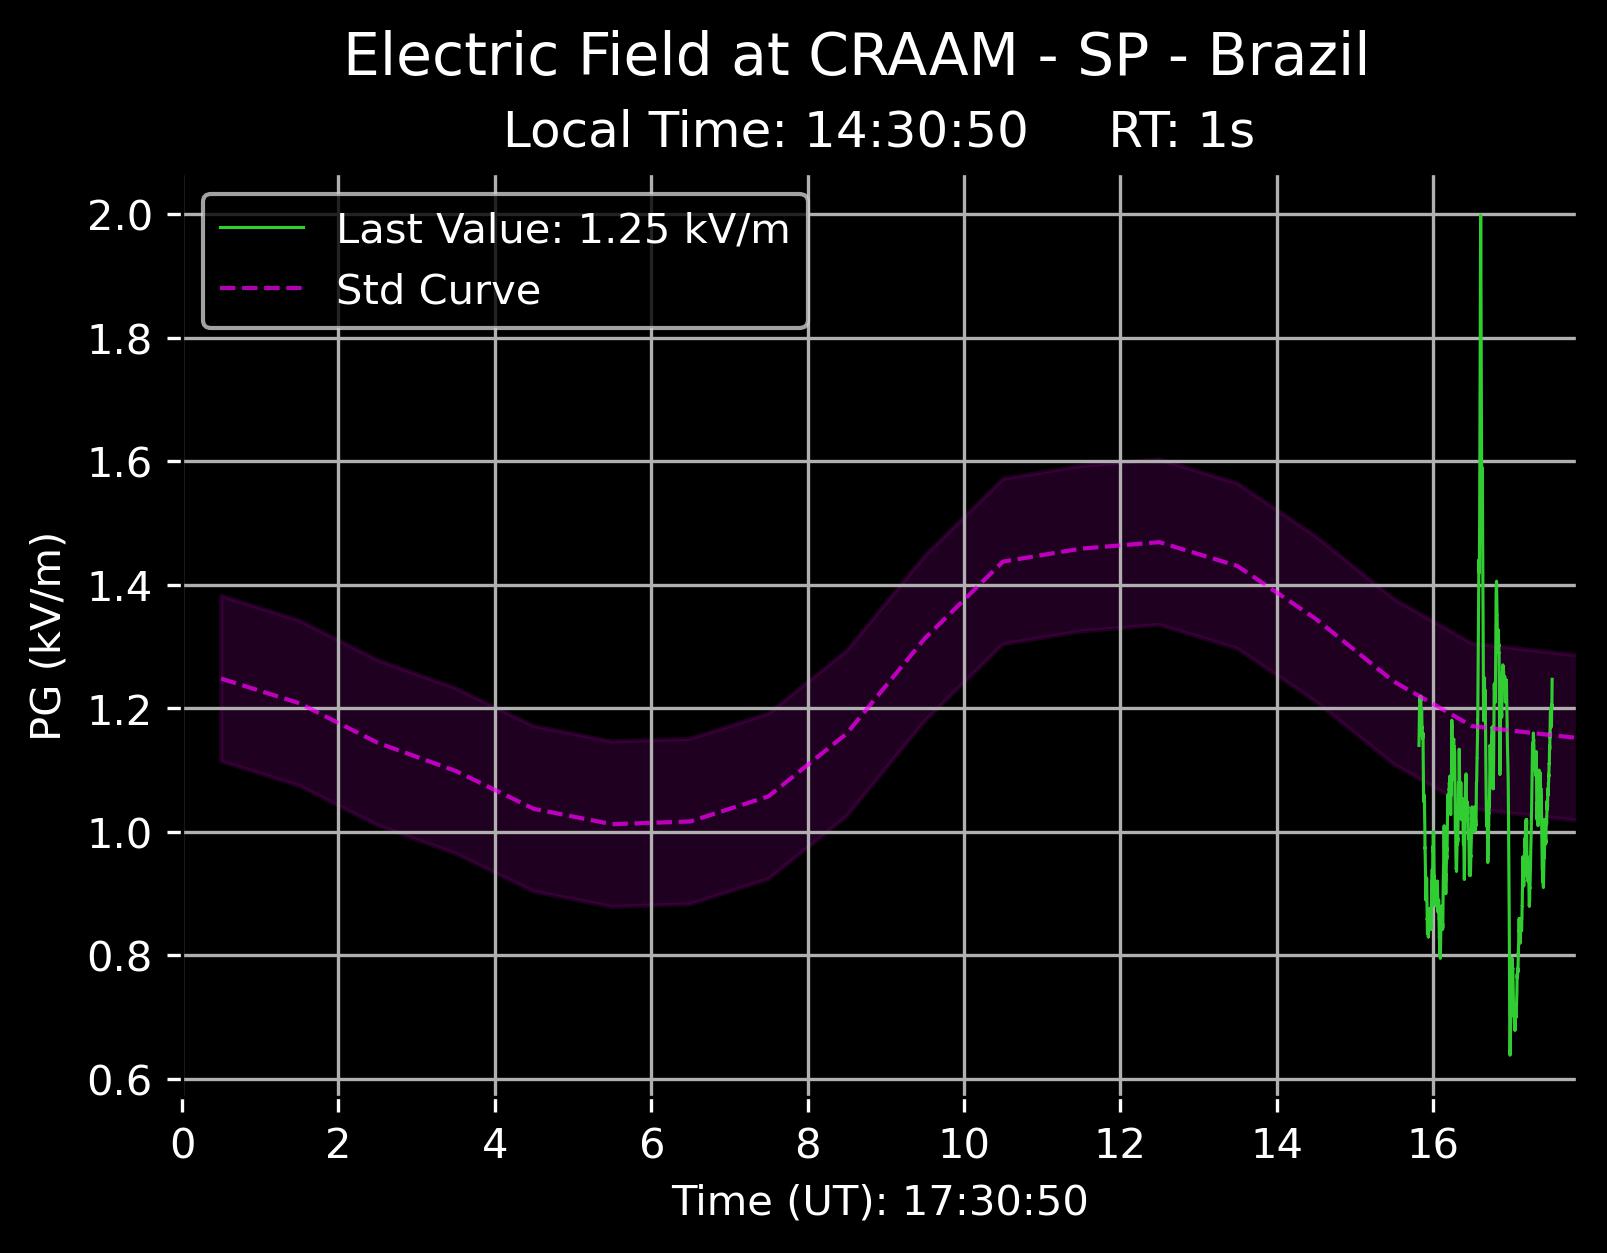 Electric Field at CRAAM - SP - Brazil
Local Time: 14:30:50 RT: 1s
Last Value: 1.25 kV/m
Std Curve
PG (kV/m)
2.0
1.8
1.6
1.4
1.2
1.0
0.8
0.6
0 2 4 6 8 10 12 14 16
Time (UT): 17:30:50